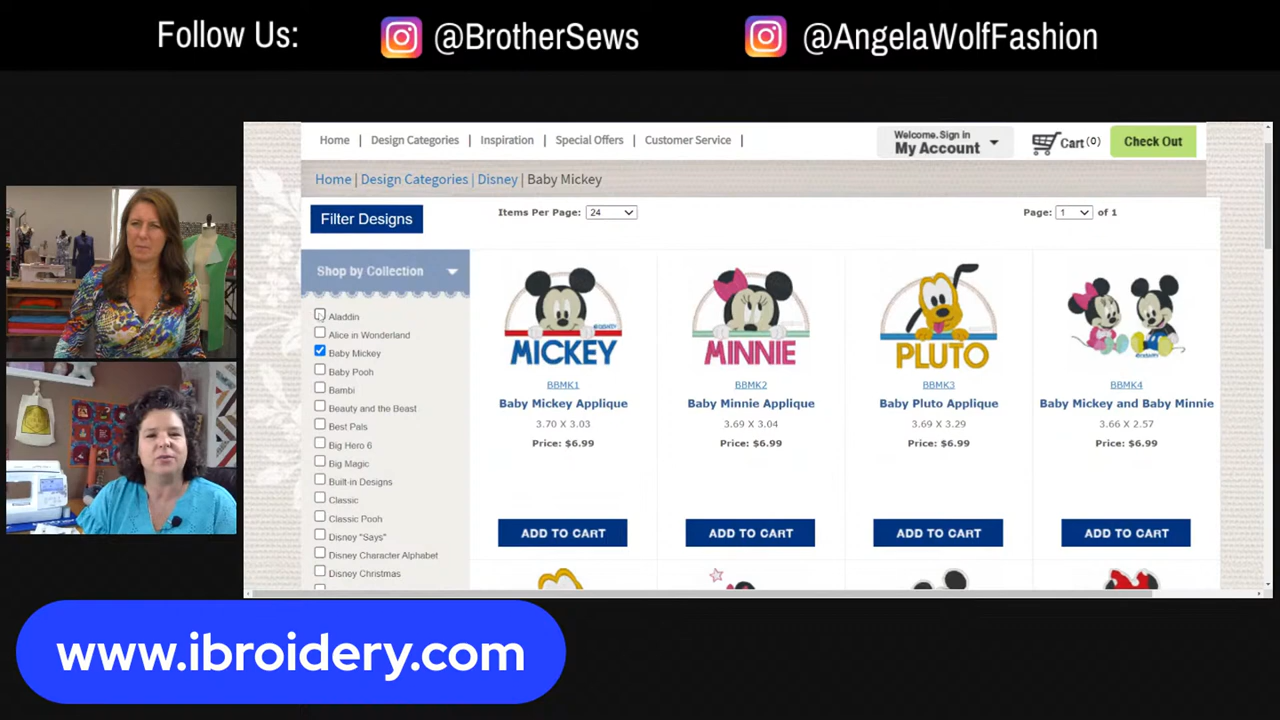 Follow Us: @BrotherSews @AngelaWolfFashion
Home | Design Categories | Inspiration | Special Offers | Customer Service |
Welcome. Sign in
My Account
Cart (0)
Check Out
Home | Design Categories | Disney | Baby Mickey
Filter Designs
Items Per Page: 24
Page: 1 of 1
Shop by Collection
Aladdin
Alice in Wonderland
Baby Mickey
Baby Pooh
Bambi
Beauty and the Beast
Best Pals
Big Hero 6
Big Magic
Built-in Designs
Classic
Classic Pooh
Disney "Says"
Disney Character Alphabet
Disney Christmas
MICKEY
BBMK1
Baby Mickey Applique
3.70 X 3.03
Price: $6.99
ADD TO CART
MINNIE
BBMK2
Baby Minnie Applique
3.69 X 3.04
Price: $6.99
ADD TO CART
PLUTO
BBMK3
Baby Pluto Applique
3.69 X 3.29
Price: $6.99
ADD TO CART
BBMK4
Baby Mickey and Baby Minnie
3.66 X 2.57
Price: $6.99
ADD TO CART
www.ibroidery.com